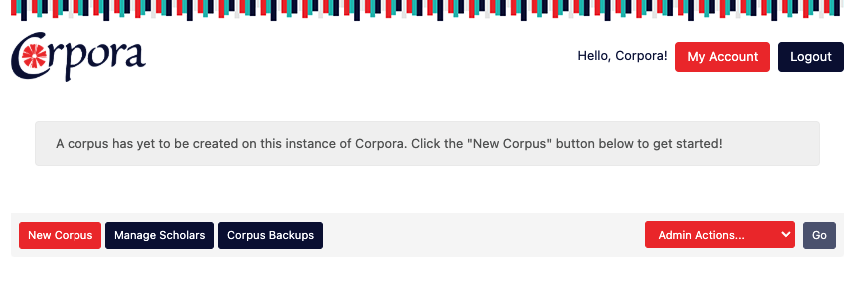 Corpora
Hello, Corpora! My Account Logout
A corpus has yet to be created on this instance of Corpora. Click the "New Corpus" button below to get started!
New Corpus Manage Scholars Corpus Backups Admin Actions... Go